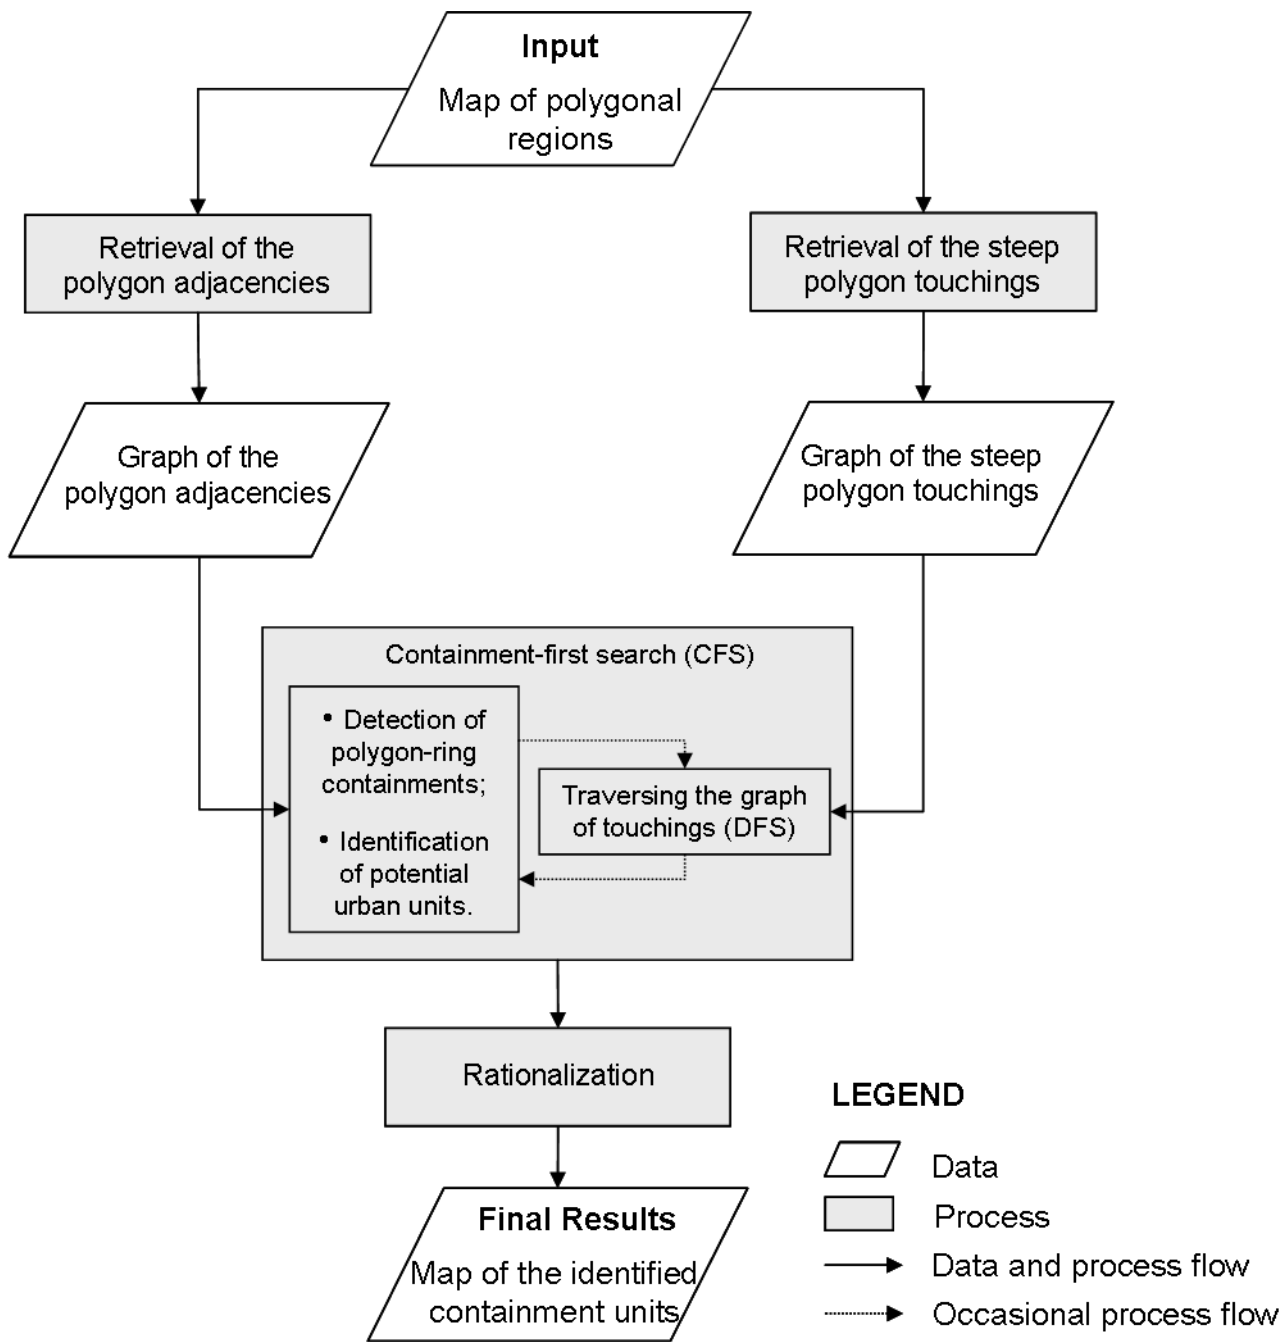 Input
Map of polygonal
regions
Retrieval of the
polygon adjacencies
Retrieval of the steep
polygon touchings
Graph of the
polygon adjacencies
Graph of the steep
polygon touchings
Containment-first search (CFS)
• Detection of
polygon-ring
containments;
• Identification
of potential
urban units.
Traversing the graph
of touchings (DFS)
Rationalization
Final Results
Map of the identified
containment units
LEGEND
Data
Process
Data and process flow
Occasional process flow